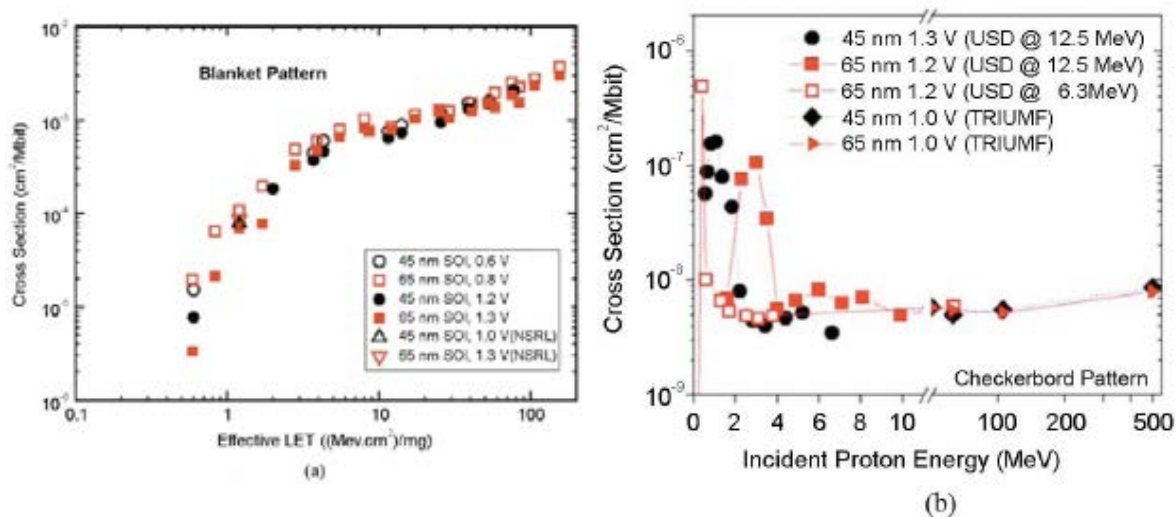 Blanket Pattern
Cross Section (cm²/Mbit)
10⁻²
10⁻³
10⁻⁴
10⁻⁵
10⁻⁶
45 nm SOI, 0.6 V
65 nm SOI, 0.8 V
45 nm SOI, 1.2 V
65 nm SOI, 1.3 V
45 nm SOI, 1.0 V(NSRL)
65 nm SOI, 1.3 V(NSRL)
0.1 1 10 100
Effective LET ((Mev.cm²)/mg)
(a)
45 nm 1.3 V (USD @ 12.5 MeV)
65 nm 1.2 V (USD @ 12.5 MeV)
65 nm 1.2 V (USD @ 6.3MeV)
45 nm 1.0 V (TRIUMF)
65 nm 1.0 V (TRIUMF)
Cross Section (cm²/Mbit)
10⁻⁶
10⁻⁷
10⁻⁸
10⁻⁹
Checkerbord Pattern
0 2 4 6 8 10 100 200 500
Incident Proton Energy (MeV)
(b)